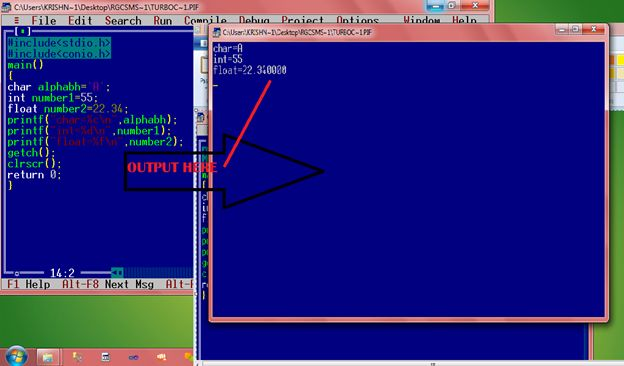 C:\Users\KRISHN~1\Desktop\RGCSMS~1\TURBOC~1.PIF
≡ File Edit Search Run Compile Debug Project Options Window Help
[■]
#include<stdio.h>
#include<conio.h>
main()
{
char alphabh='A';
int number1=55;
float number2=22.34;
printf("char=%c\n",alphabh);
printf("int=%d\n",number1);
printf("float=%f\n",number2);
getch();
clrscr();
return 0;
}
14:2
F1 Help Alt-F8 Next Msg Alt-F
C:\Users\KRISHN~1\Desktop\RGCSMS~1\TURBOC~1.PIF
char=A
int=55
float=22.340000
_
OUTPUT HERE